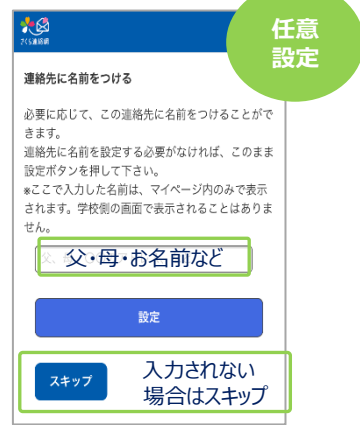 さくら連絡網
任意
設定
連絡先に名前をつける
必要に応じて、この連絡先に名前をつけることがで
きます。
連絡先に名前を設定する必要がなければ、このまま
設定ボタンを押して下さい。
※ここで入力した名前は、マイページ内のみで表示
されます。学校側の画面で表示されることはありま
せん。
父・母・お名前など
設定
スキップ
入力されない
場合はスキップ